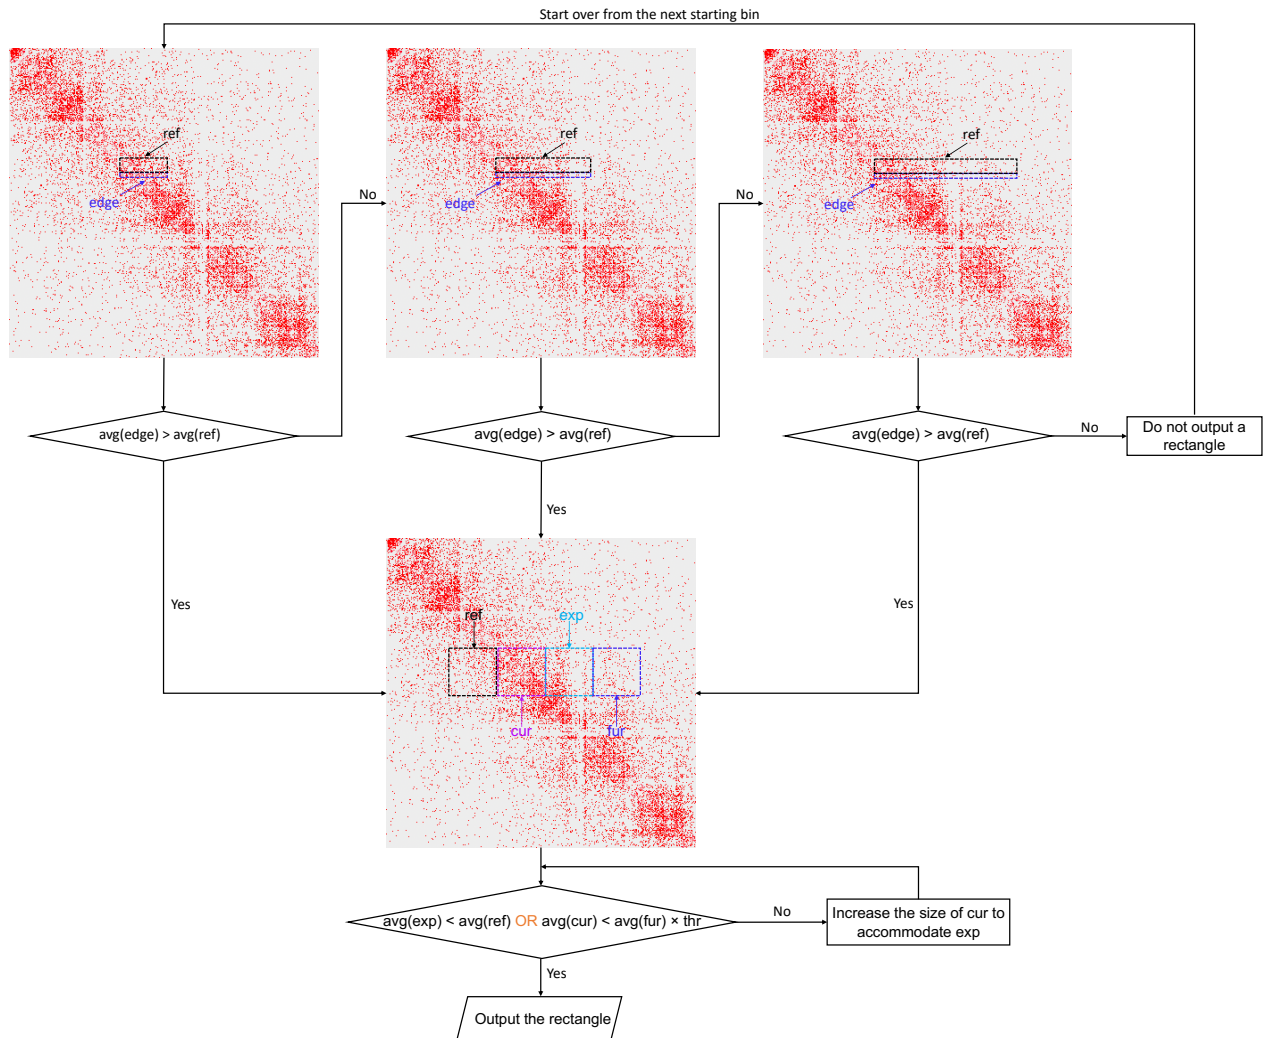 Start over from the next starting bin
ref
edge
No
ref
edge
No
ref
edge
avg(edge) > avg(ref)
avg(edge) > avg(ref)
avg(edge) > avg(ref)
No
Do not output a
rectangle
Yes
Yes
Yes
ref
exp
cur
fur
avg(exp) < avg(ref) OR avg(cur) < avg(fur) × thr
No
Increase the size of cur to
accommodate exp
Yes
Output the rectangle